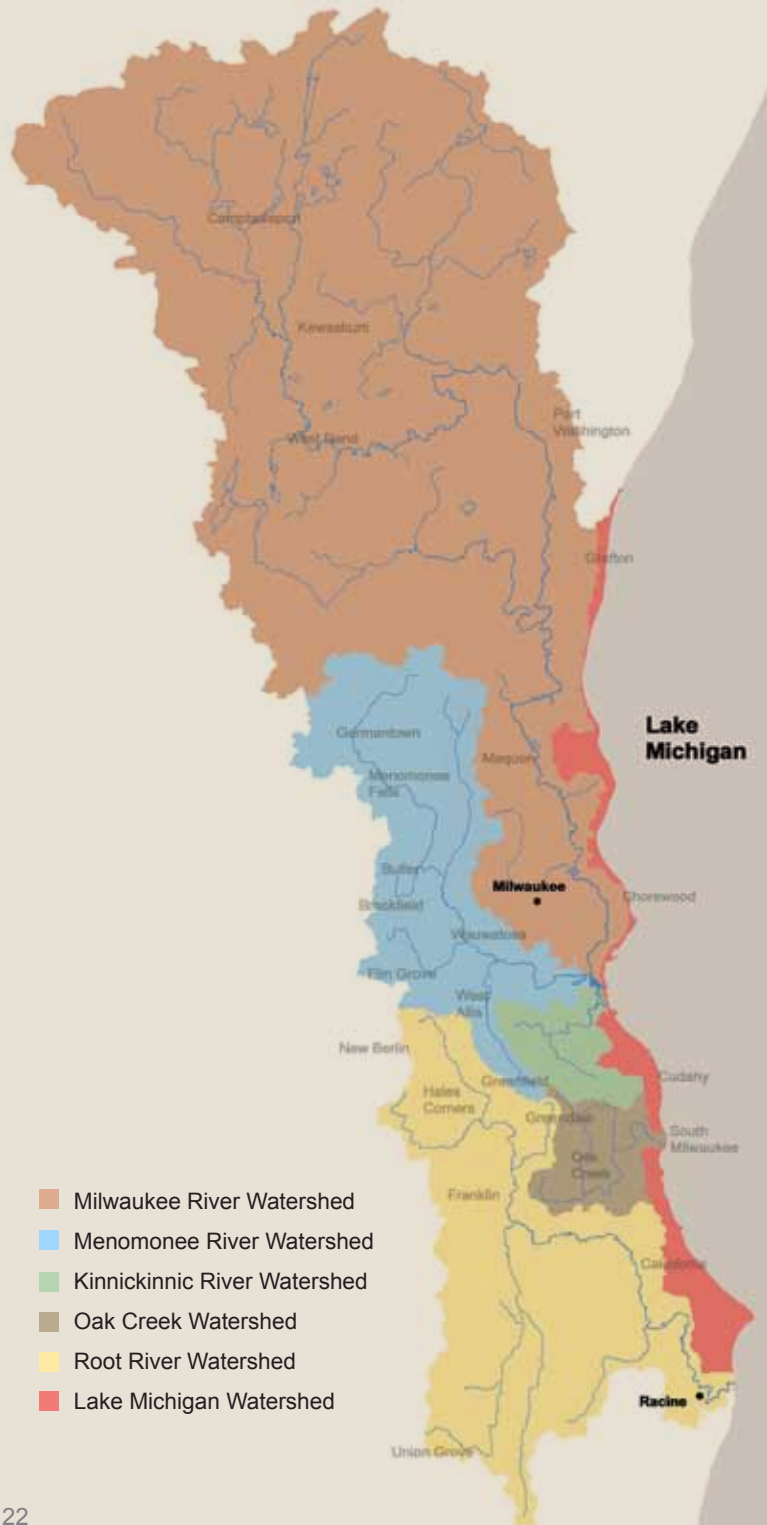 Campbellsport
Kewaskum
West Bend
Port
Washington
Grafton
Lake
Michigan
Germantown
Mequon
Menomonee
Falls
Butler
Milwaukee
Brookfield
Shorewood
Wauwatosa
Elm Grove
West
Allis
New Berlin
Cudahy
Greenfield
Hales
Corners
Greendale
South
Milwaukee
Oak
Creek
Franklin
Caledonia
Milwaukee River Watershed
Menomonee River Watershed
Kinnickinnic River Watershed
Oak Creek Watershed
Root River Watershed
Lake Michigan Watershed
Racine
Union Grove
22